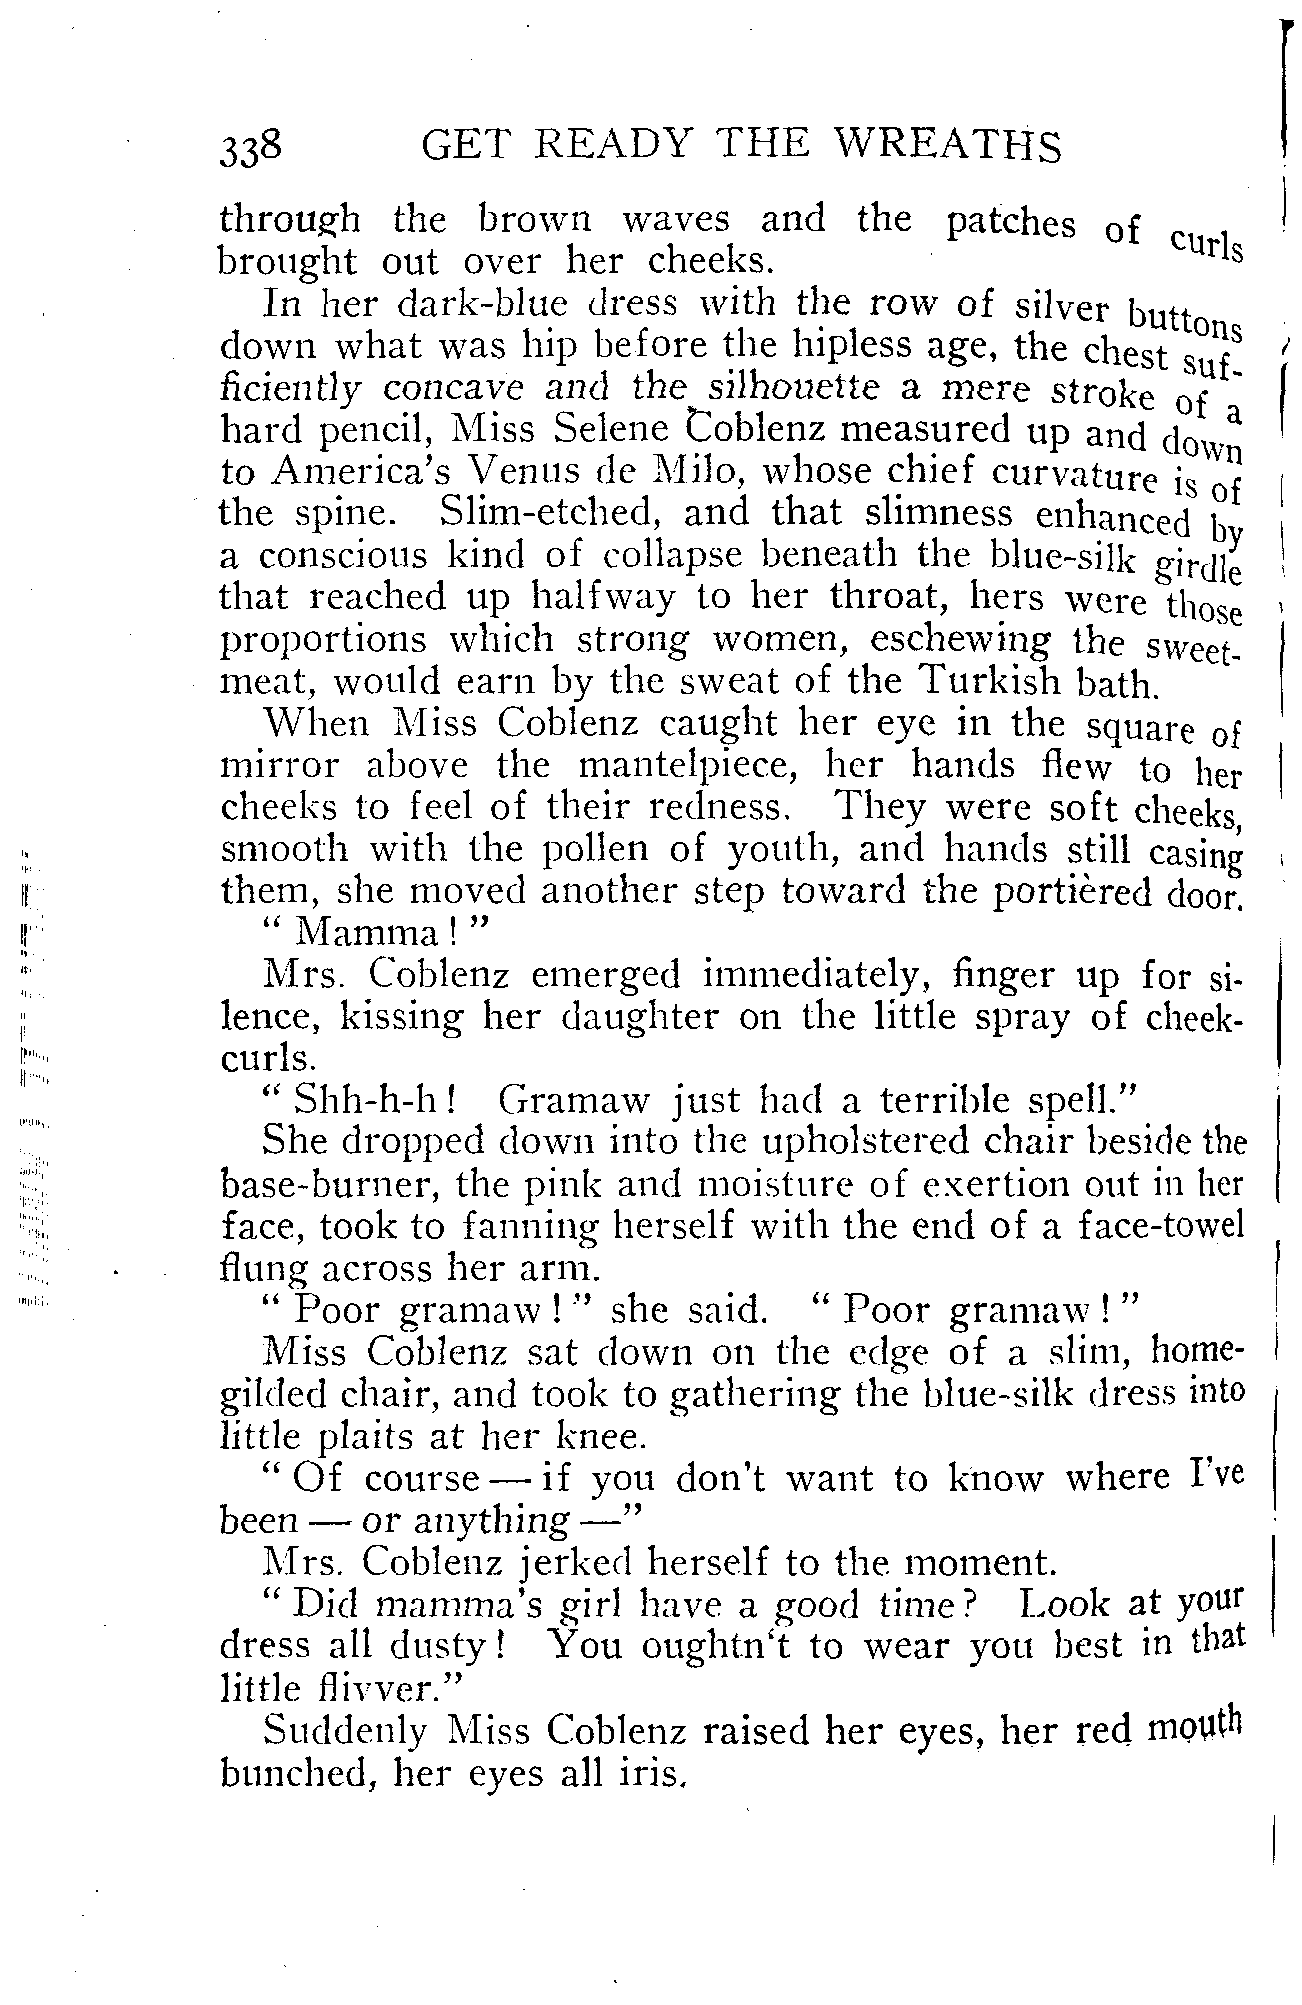 338 GET READY THE WREATHS
through the brown waves and the patches of curls
brought out over her cheeks.
In her dark-blue dress with the row of silver buttons
down what was hip before the hipless age, the chest suf-
ficiently concave and the silhouette a mere stroke of a
hard pencil, Miss Selene Coblenz measured up and down
to America's Venus de Milo, whose chief curvature is of
the spine. Slim-etched, and that slimness enhanced by
a conscious kind of collapse beneath the blue-silk girdle
that reached up halfway to her throat, hers were those
proportions which strong women, eschewing the sweet-
meat, would earn by the sweat of the Turkish bath.
When Miss Coblenz caught her eye in the square of
mirror above the mantelpiece, her hands flew to her
cheeks to feel of their redness. They were soft cheeks,
smooth with the pollen of youth, and hands still casing
them, she moved another step toward the portièred door.
" Mamma ! "
Mrs. Coblenz emerged immediately, finger up for si-
lence, kissing her daughter on the little spray of cheek-
curls.
" Shh-h-h ! Gramaw just had a terrible spell."
She dropped down into the upholstered chair beside the
base-burner, the pink and moisture of exertion out in her
face, took to fanning herself with the end of a face-towel
flung across her arm.
" Poor gramaw ! " she said. " Poor gramaw ! "
Miss Coblenz sat down on the edge of a slim, home-
gilded chair, and took to gathering the blue-silk dress into
little plaits at her knee.
" Of course — if you don't want to know where I've
been — or anything —"
Mrs. Coblenz jerked herself to the moment.
" Did mamma's girl have a good time? Look at your
dress all dusty ! You oughtn't to wear you best in that
little flivver."
Suddenly Miss Coblenz raised her eyes, her red mouth
bunched, her eyes all iris.